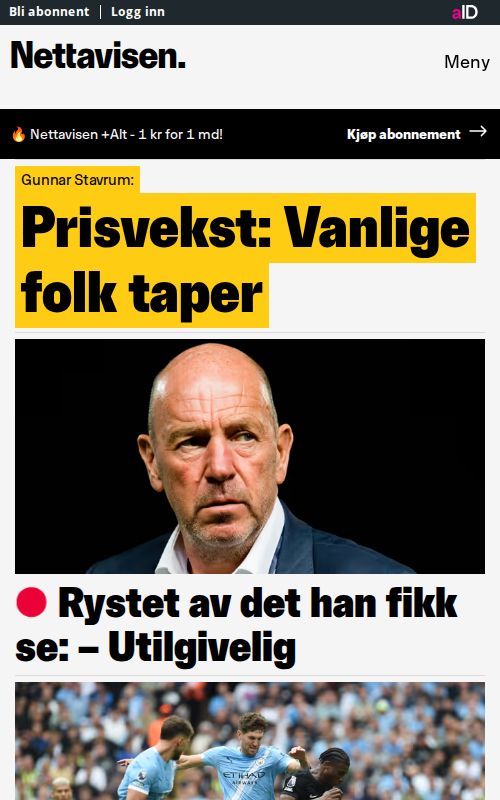 Bli abonnent | Logg inn
aID
Nettavisen.
Meny
🔥 Nettavisen +Alt - 1 kr for 1 md!
Kjøp abonnement →
Gunnar Stavrum:
Prisvekst: Vanlige
folk taper
Rystet av det han fikk
se: – Utilgivelig
ETIHAD